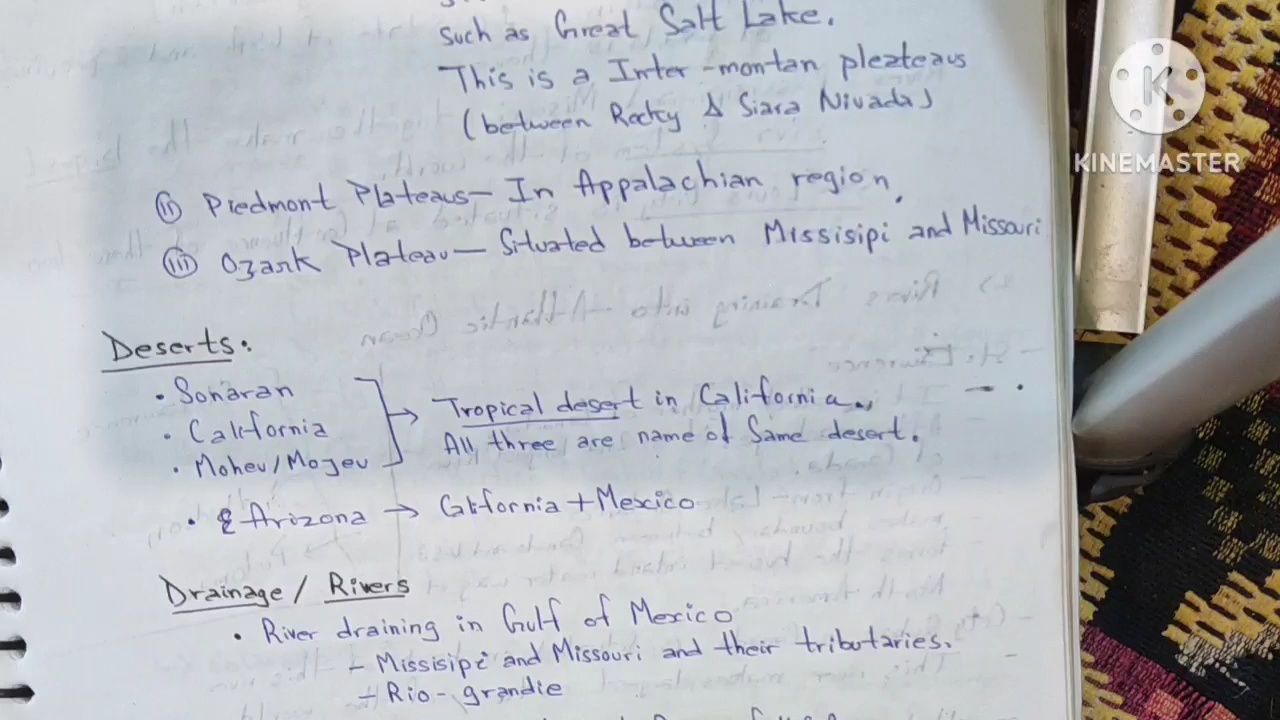 such as Great Salt Lake.
This is a Inter-montan pleateaus
(between Rocky & Siara Nivada)
(ii) Piedmont Plateaus- In Appalachian region.
(iii) Ozark Plateau- Situated between Missisipi and Missouri
Deserts:
• Sonaran
• California
• Mohev/Mojev
→ Tropical desert in California.,
All three are name of Same desert.
• & Arizona → California + Mexico
Drainage / Rivers
• River draining in Gulf of Mexico
- Missisipi and Missouri and their tributaries.
- Rio-grandie
KINEMASTER